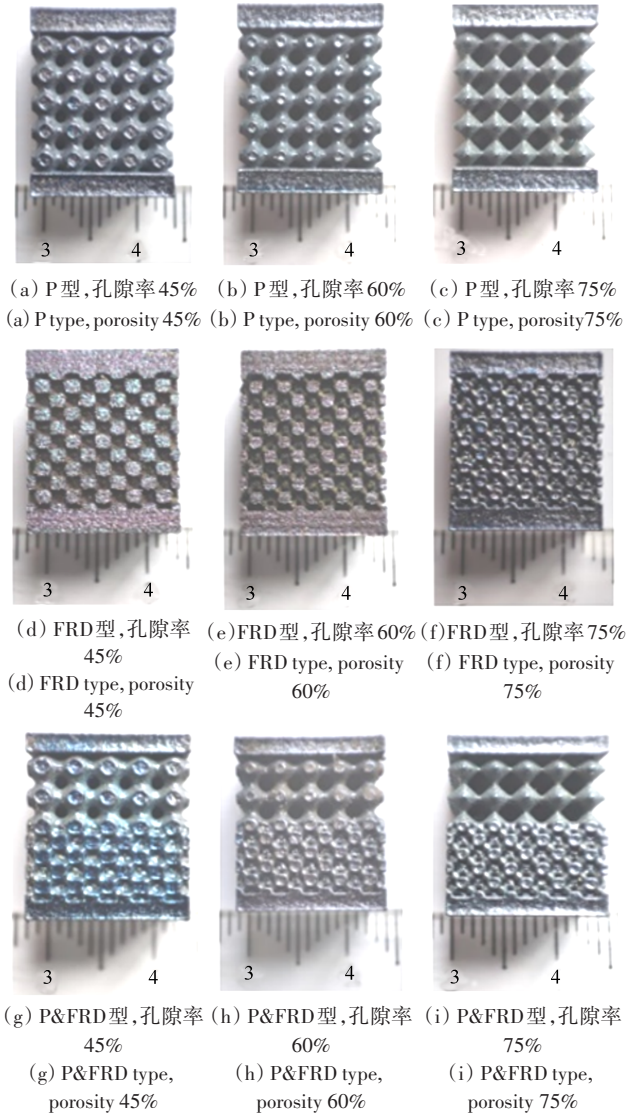 3 4
3 4
3 4
(a) P型,孔隙率45%
(a) P type, porosity 45%
(b) P型,孔隙率60%
(b) P type, porosity 60%
(c) P型,孔隙率75%
(c) P type, porosity75%
3 4
3 4
3 4
(d) FRD型,孔隙率
45%
(d) FRD type, porosity
45%
(e)FRD型,孔隙率60%
(e) FRD type, porosity
60%
(f)FRD型,孔隙率75%
(f) FRD type, porosity
75%
3 4
3 4
3 4
(g) P&FRD型,孔隙率
45%
(g) P&FRD type,
porosity 45%
(h) P&FRD型,孔隙率
60%
(h) P&FRD type,
porosity 60%
(i) P&FRD型,孔隙率
75%
(i) P&FRD type,
porosity 75%